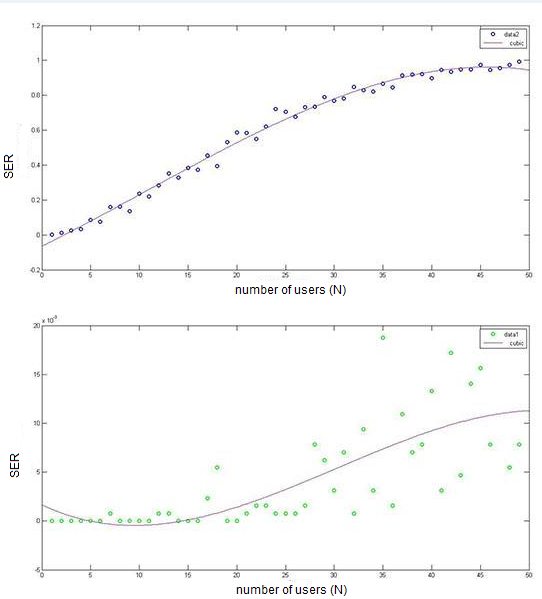 1.2
1
0.8
0.6
0.4
0.2
0
-0.2
SER
data2
cubic
0 5 10 15 20 25 30 35 40 45 50
number of users (N)
x 10⁻³
20
15
10
5
0
-5
SER
data1
cubic
0 5 10 15 20 25 30 35 40 45 50
number of users (N)